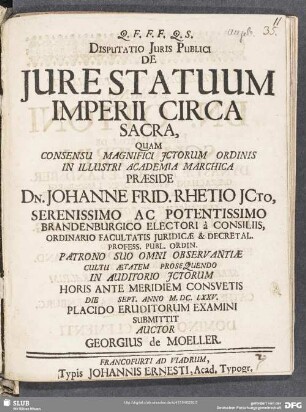 Q. F. F. F. Q. S.
DISPUTATIO JURIS PUBLICI
DE
JURE STATUUM
IMPERII CIRCA
SACRA,
QUAM
CONSENSU MAGNIFICI JCTORUM ORDINIS
IN ILLUSTRI ACADEMIA MARCHICA
PRÆSIDE
DN. JOHANNE FRID. RHETIO JCTO,
SERENISSIMO AC POTENTISSIMO
BRANDENBURGICO ELECTORI à CONSILIIS,
ORDINARIO FACULTATIS JURIDICÆ & DECRETAL.
PROFESS. PUBL. ORDIN.
PATRONO SUO OMNI OBSERVANTIÆ
CULTU ÆTATEM PROSEQUENDO
IN AUDITORIO JCTORUM
HORIS ANTE MERIDIEM CONSVETIS
DIE SEPT. ANNO M. DC. LXXV.
PLACIDO ERUDITORUM EXAMINI
SUBMITTIT
AUCTOR
GEORGIUS de MOELLER.
FRANCOFURTI AD VIADRUM,
Typis JOHANNIS ERNESTI, Acad. Typogr.
SLUB
DFG